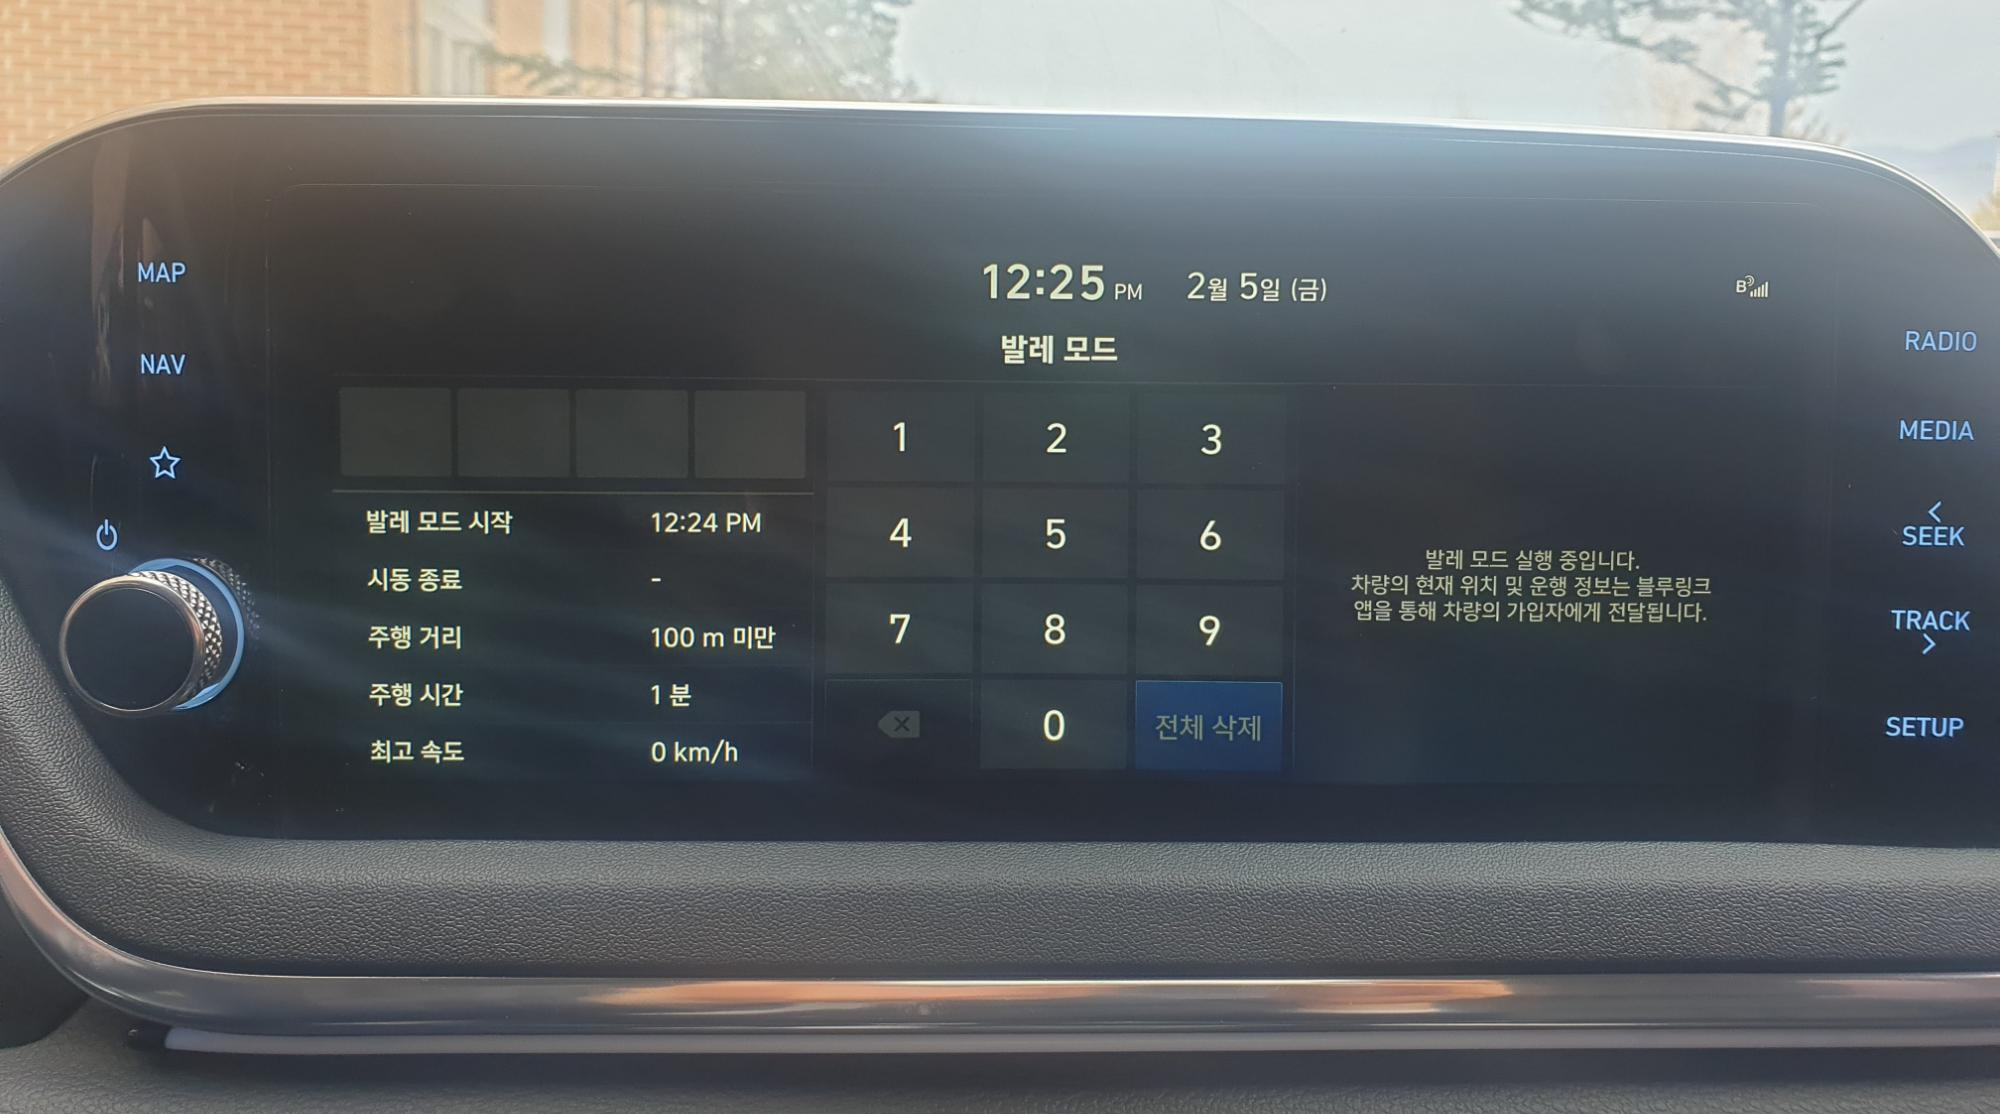 MAP
NAV
12:25 PM 2월 5일 (금)
B
발레 모드
발레 모드 시작 12:24 PM
시동 종료 -
주행 거리 100 m 미만
주행 시간 1 분
최고 속도 0 km/h
1 2 3
4 5 6
7 8 9
0 전체 삭제
발레 모드 실행 중입니다.
차량의 현재 위치 및 운행 정보는 블루링크
앱을 통해 차량의 가입자에게 전달됩니다.
RADIO
MEDIA
<
SEEK
TRACK
>
SETUP